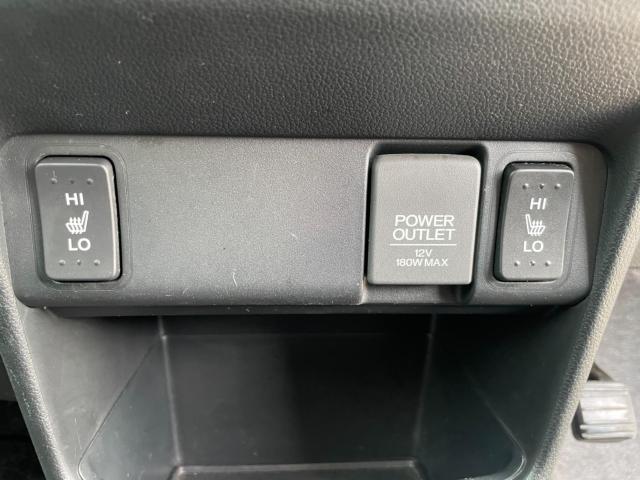 HI
LO
POWER
OUTLET
12V
180W MAX
HI
LO